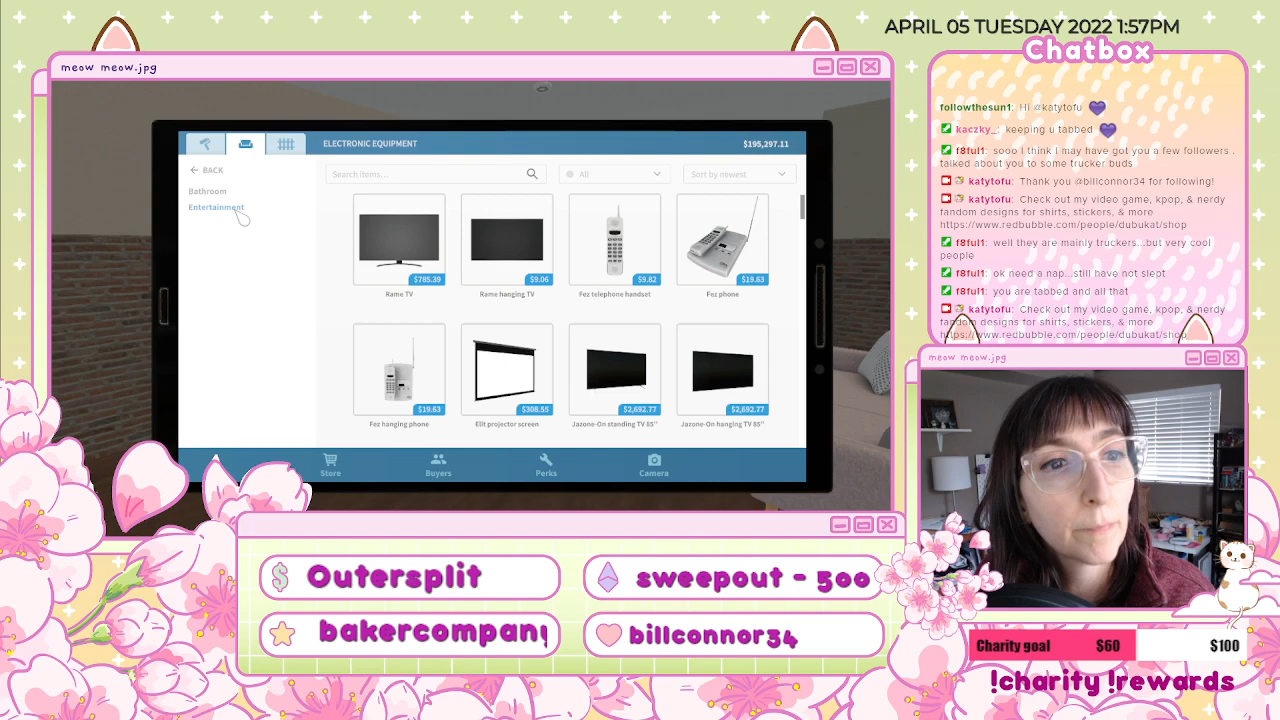 APRIL 05 TUESDAY 2022 1:57PM
meow meow.jpg
Chatbox
ELECTRONIC EQUIPMENT
$195,297.11
BACK
Bathroom
Entertainment
Search items...
All
Sort by newest
$785.39
$9.06
$9.82
$19.63
Rame TV
Rame hanging TV
Fez telephone handset
Fez phone
$19.63
$308.55
$2,692.77
$2,692.77
Fez hanging phone
Elit projector screen
Jazone-On standing TV 85''
Jazone-On hanging TV 85''
Store
Buyers
Perks
Camera
followthesun1: Hi @katytofu
kaczky_: keeping u tabbed
f8ful1: sooo I think I may have got you a few followers .
talked about you to some trucker buds
katytofu: Thank you @billconnor34 for following!
katytofu: Check out my video game, kpop, & nerdy
fandom designs for shirts, stickers, & more
https://www.redbubble.com/people/dubukat/shop
f8ful1: well they are mainly truckers...but very cool
people
f8ful1: ok need a nap...still have not slept
f8ful1: you are tabbed and all that
katytofu: Check out my video game, kpop, & nerdy
fandom designs for shirts, stickers, & more
https://www.redbubble.com/people/dubukat/shop
meow meow.jpg
Outersplit
sweepout - 500
bakercompany
billconnor34
Charity goal
$60
$100
!charity !rewards